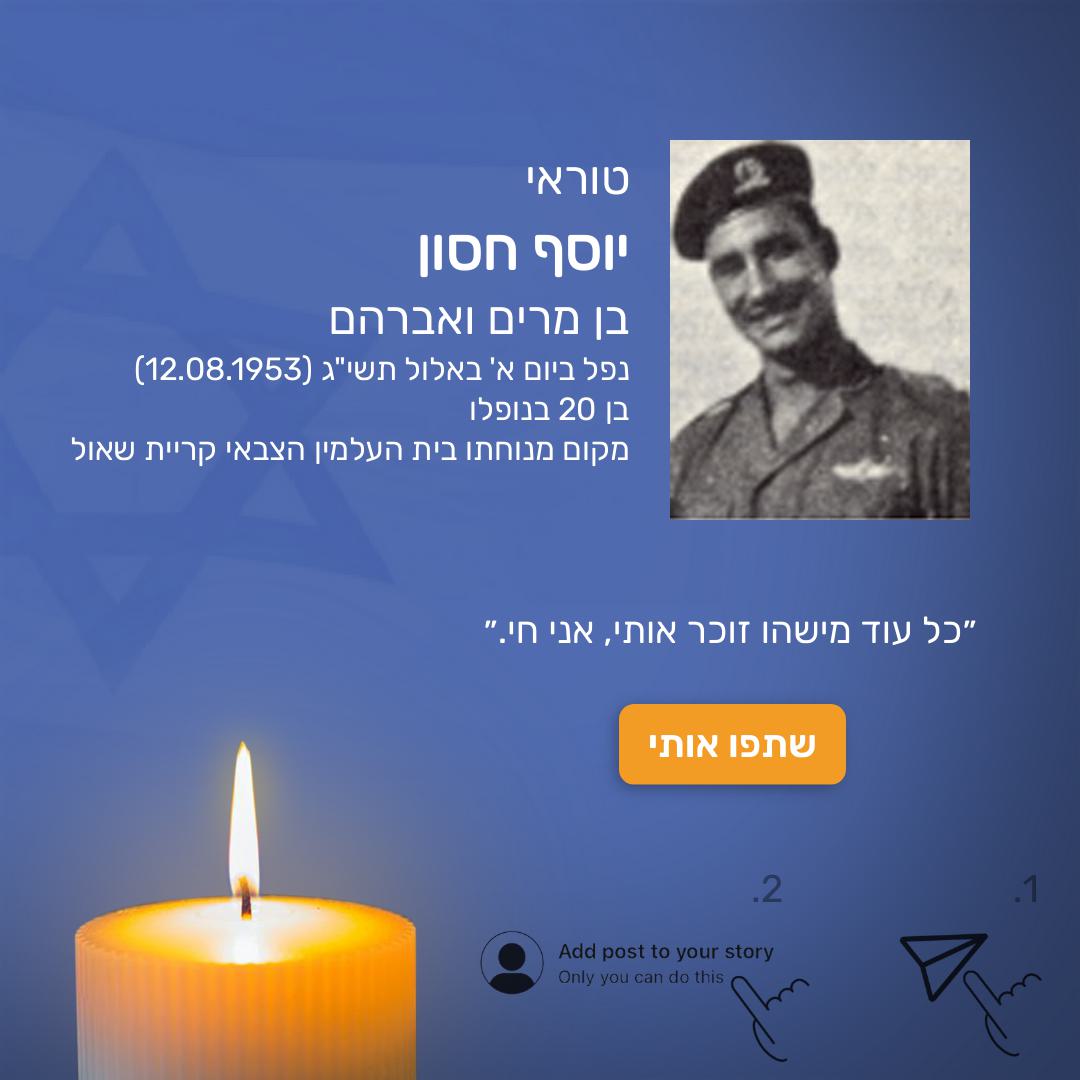 טוראי
יוסף חסון
בן מרים ואברהם
נפל ביום א' באלול תשי"ג (12.08.1953)
בן 20 בנופלו
מקום מנוחתו בית העלמין הצבאי קריית שאול
״כל עוד מישהו זוכר אותי, אני חי.״
שתפו אותי
1.
2.
Add post to your story
Only you can do this